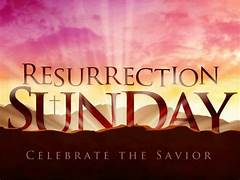 Resurrection
Sunday
Celebrate the Savior